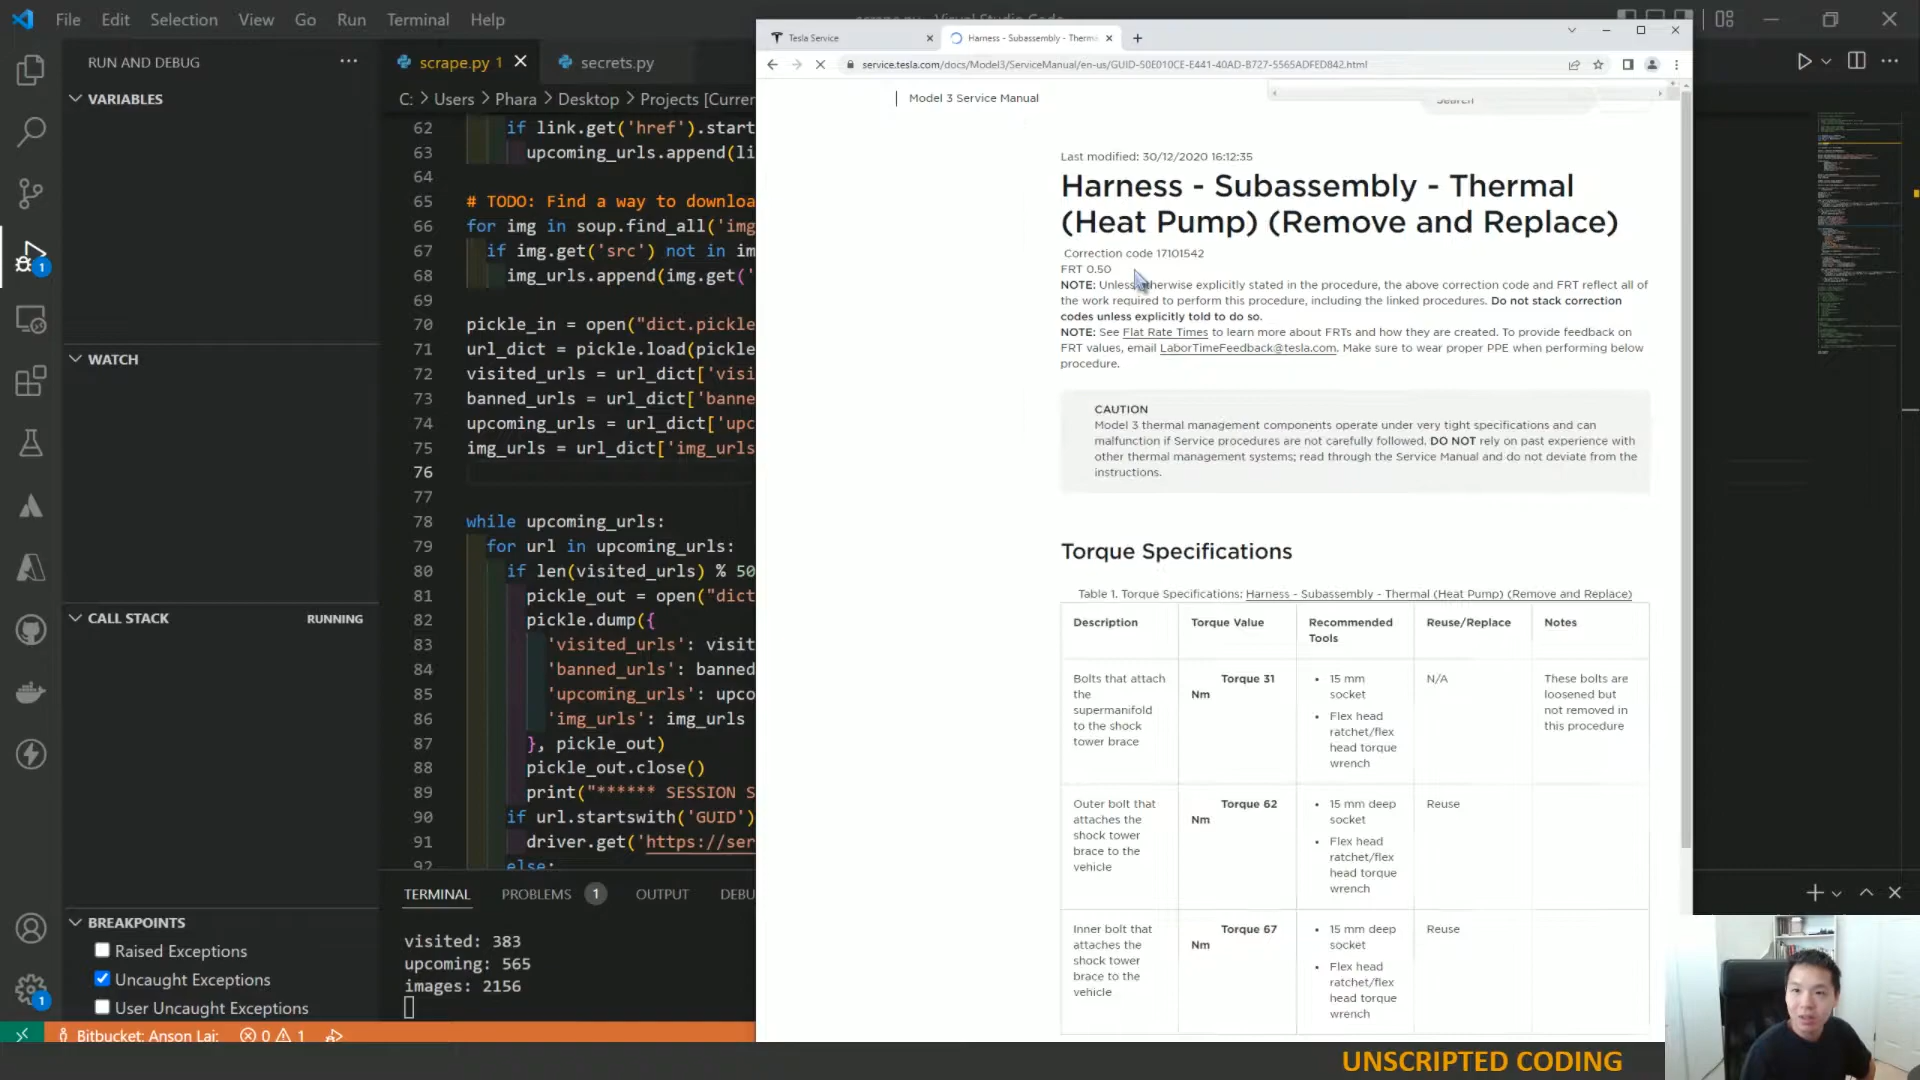 File Edit Selection View Go Run Terminal Help
scrape.py - Visual Studio Code
RUN AND DEBUG
VARIABLES
WATCH
CALL STACK RUNNING
BREAKPOINTS
Raised Exceptions
Uncaught Exceptions
User Uncaught Exceptions
1
1
Bitbucket: Anson Lai: 0 1
scrape.py 1
secrets.py
C: > Users > Phara > Desktop > Projects [Curren
62 if link.get('href').start
63 upcoming_urls.append(li
64
65 # TODO: Find a way to downloa
66 for img in soup.find_all('img
67 if img.get('src') not in im
68 img_urls.append(img.get('
69
70 pickle_in = open("dict.pickle
71 url_dict = pickle.load(pickle
72 visited_urls = url_dict['visi
73 banned_urls = url_dict['banne
74 upcoming_urls = url_dict['upc
75 img_urls = url_dict['img_urls
76
77
78 while upcoming_urls:
79 for url in upcoming_urls:
80 if len(visited_urls) % 50
81 pickle_out = open("dict
82 pickle.dump({
83 'visited_urls': visit
84 'banned_urls': banned
85 'upcoming_urls': upco
86 'img_urls': img_urls
87 }, pickle_out)
88 pickle_out.close()
89 print("****** SESSION S
90 if url.startswith('GUID')
91 driver.get('https://ser
92 else:
TERMINAL PROBLEMS 1 OUTPUT DEBU
visited: 383
upcoming: 565
images: 2156
Tesla Service
Harness - Subassembly - Therma
service.tesla.com/docs/Model3/ServiceManual/en-us/GUID-50E010CE-E441-40AD-B727-5565ADFED842.html
Model 3 Service Manual
Search
Last modified: 30/12/2020 16:12:35
Harness - Subassembly - Thermal
(Heat Pump) (Remove and Replace)
Correction code 17101542
FRT 0.50
NOTE: Unless otherwise explicitly stated in the procedure, the above correction code and FRT reflect all of
the work required to perform this procedure, including the linked procedures. Do not stack correction
codes unless explicitly told to do so.
NOTE: See Flat Rate Times to learn more about FRTs and how they are created. To provide feedback on
FRT values, email LaborTimeFeedback@tesla.com. Make sure to wear proper PPE when performing below
procedure.
CAUTION
Model 3 thermal management components operate under very tight specifications and can
malfunction if Service procedures are not carefully followed. DO NOT rely on past experience with
other thermal management systems; read through the Service Manual and do not deviate from the
instructions.
Torque Specifications
Table 1. Torque Specifications: Harness - Subassembly - Thermal (Heat Pump) (Remove and Replace)
Description Torque Value Recommended Tools Reuse/Replace Notes
Bolts that attach
the
supermanifold
to the shock
tower brace
Torque 31
Nm
15 mm
socket
Flex head
ratchet/flex
head torque
wrench
N/A
These bolts are
loosened but
not removed in
this procedure
Outer bolt that
attaches the
shock tower
brace to the
vehicle
Torque 62
Nm
15 mm deep
socket
Flex head
ratchet/flex
head torque
wrench
Reuse
Inner bolt that
attaches the
shock tower
brace to the
vehicle
Torque 67
Nm
15 mm deep
socket
Flex head
ratchet/flex
head torque
wrench
Reuse
UNSCRIPTED CODING